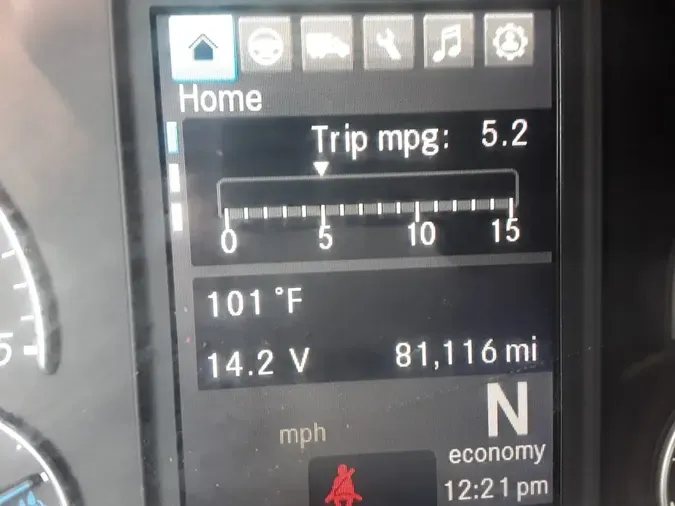 Home
Trip mpg: 5.2
0 5 10 15
101 °F
14.2 V 81,116 mi
N
mph
economy
12:21 pm
5